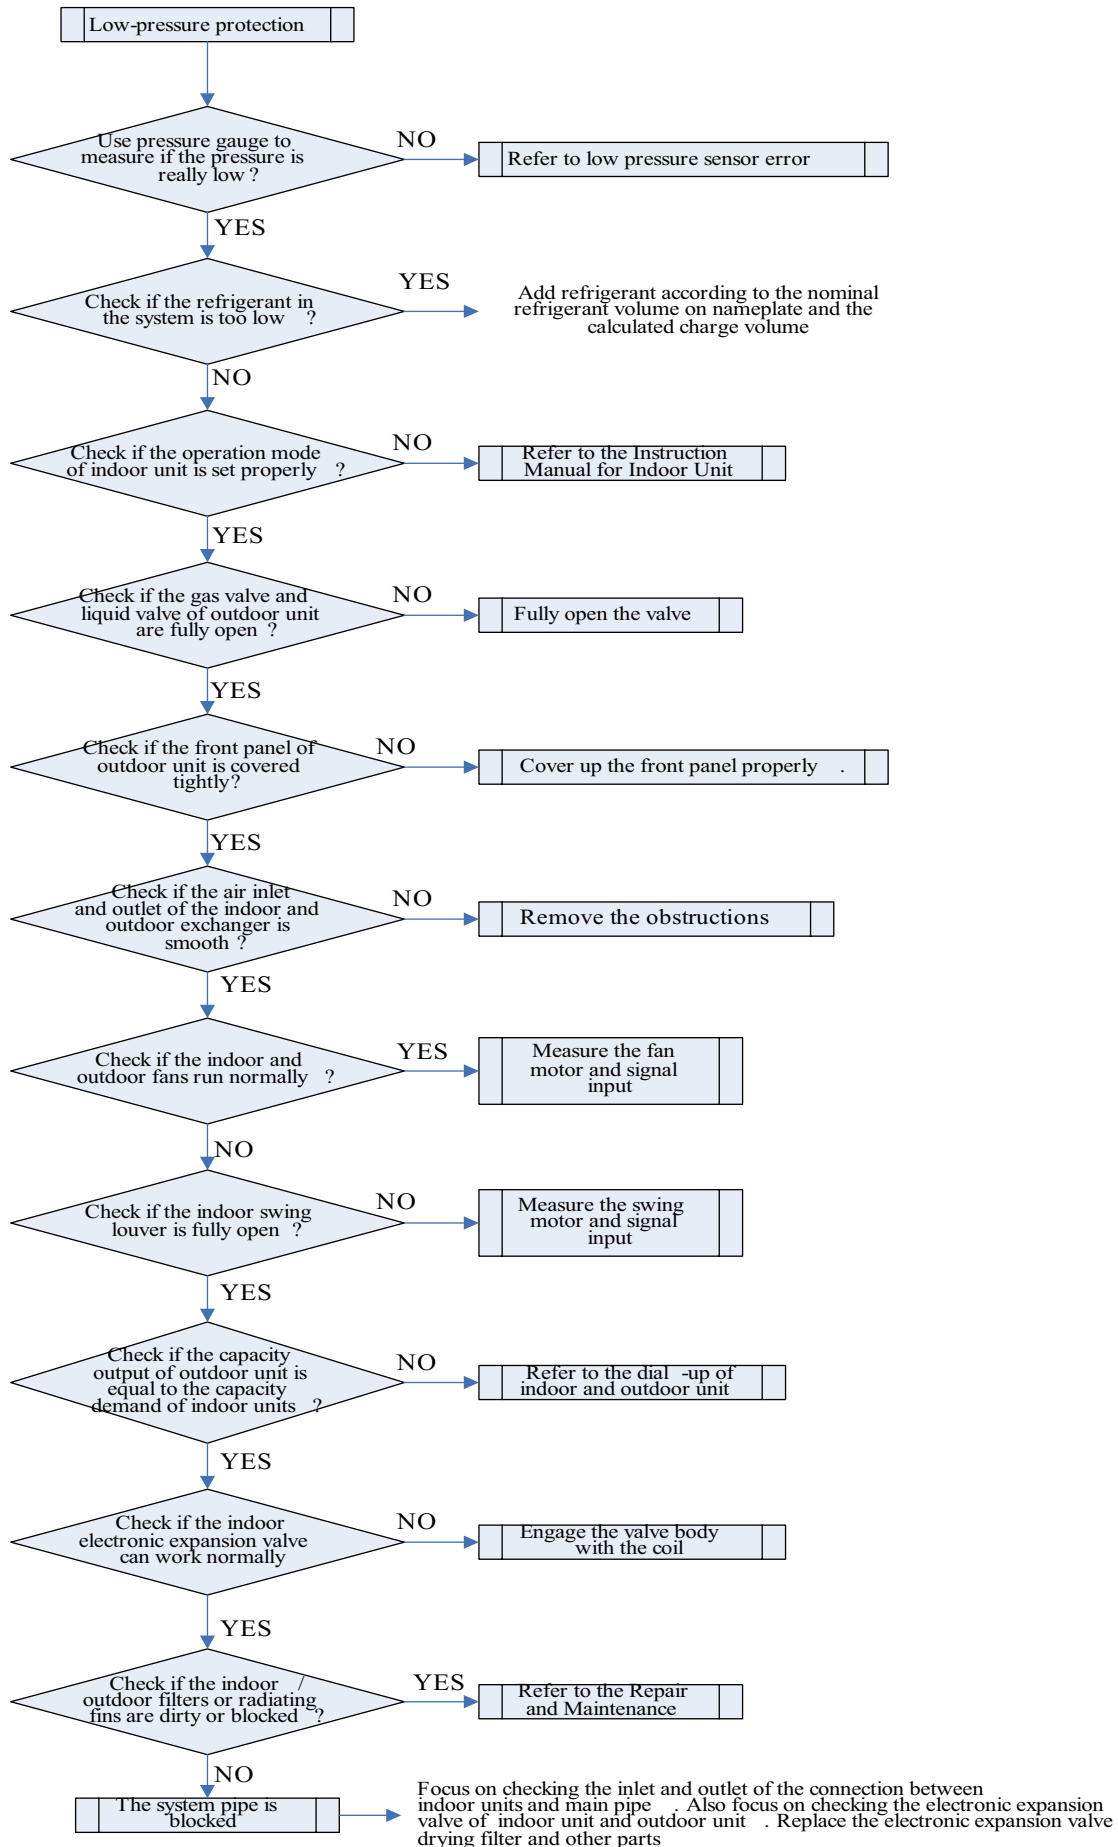 Low-pressure protection
Use pressure gauge to
measure if the pressure is
really low ?
NO
Refer to low pressure sensor error
YES
Check if the refrigerant in
the system is too low ?
YES
Add refrigerant according to the nominal
refrigerant volume on nameplate and the
calculated charge volume
NO
Check if the operation mode
of indoor unit is set properly ?
NO
Refer to the Instruction
Manual for Indoor Unit
YES
Check if the gas valve and
liquid valve of outdoor unit
are fully open ?
NO
Fully open the valve
YES
Check if the front panel of
outdoor unit is covered
tightly?
NO
Cover up the front panel properly .
YES
Check if the air inlet
and outlet of the indoor and
outdoor exchanger is
smooth ?
NO
Remove the obstructions
YES
Check if the indoor and
outdoor fans run normally ?
YES
Measure the fan
motor and signal
input
NO
Check if the indoor swing
louver is fully open ?
NO
Measure the swing
motor and signal
input
YES
Check if the capacity
output of outdoor unit is
equal to the capacity
demand of indoor units ?
NO
Refer to the dial -up of
indoor and outdoor unit
YES
Check if the indoor
electronic expansion valve
can work normally
NO
Engage the valve body
with the coil
YES
Check if the indoor /
outdoor filters or radiating
fins are dirty or blocked ?
YES
Refer to the Repair
and Maintenance
NO
The system pipe is
blocked
Focus on checking the inlet and outlet of the connection between
indoor units and main pipe . Also focus on checking the electronic expansion
valve of indoor unit and outdoor unit . Replace the electronic expansion valve
drying filter and other parts